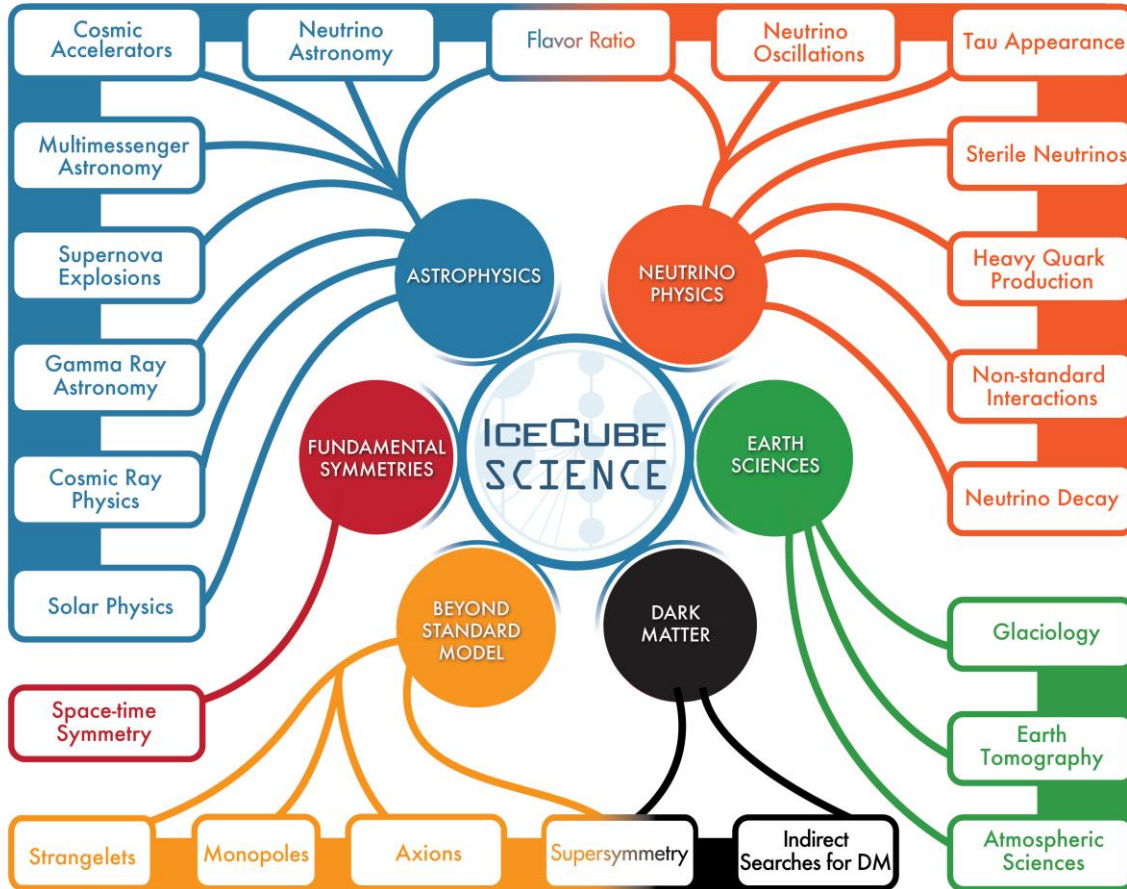 Cosmic
Accelerators
Neutrino
Astronomy
Flavor Ratio
Neutrino
Oscillations
Tau Appearance
Multimessenger
Astronomy
Sterile Neutrinos
Supernova
Explosions
ASTROPHYSICS
NEUTRINO
PHYSICS
Heavy Quark
Production
Gamma Ray
Astronomy
Non-standard
Interactions
FUNDAMENTAL
SYMMETRIES
ICECUBE
SCIENCE
EARTH
SCIENCES
Cosmic Ray
Physics
Neutrino Decay
Solar Physics
BEYOND
STANDARD
MODEL
DARK
MATTER
Glaciology
Space-time
Symmetry
Earth
Tomography
Strangelets
Monopoles
Axions
Supersymmetry
Indirect
Searches for DM
Atmospheric
Sciences